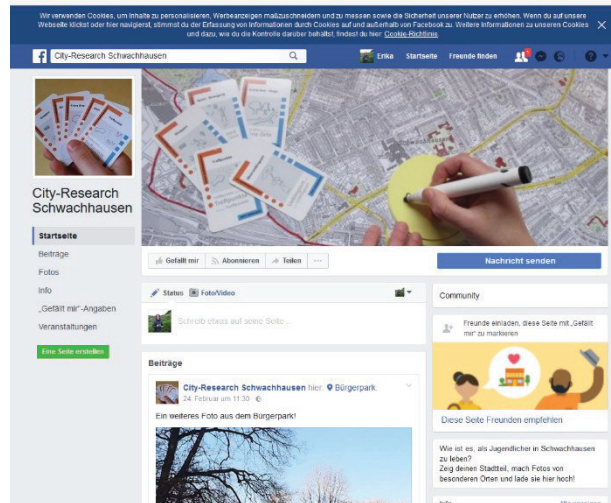 Wir verwenden Cookies, um Inhalte zu personalisieren, Werbeanzeigen maßzuschneidern und zu messen sowie die Sicherheit unserer Nutzer zu erhöhen. Wenn du auf unsere
Webseite klickst oder hier navigierst, stimmst du der Erfassung von Informationen durch Cookies auf und außerhalb von Facebook zu. Weitere Informationen zu unseren Cookies
und dazu, wie du die Kontrolle darüber behältst, findest du hier: Cookie-Richtlinie.
City-Research Schwachhausen
Erika Startseite Freunde finden
City-Research
Schwachhausen
Startseite
Beiträge
Fotos
Info
„Gefällt mir“-Angaben
Veranstaltungen
Eine Seite erstellen
Gefällt mir Abonnieren Teilen ...
Nachricht senden
Status Foto/Video
Schreib etwas auf seine Seite ...
Beiträge
City-Research Schwachhausen hier: Bürgerpark
24. Februar um 11:30
Ein weiteres Foto aus dem Bürgerpark!
Community
Freunde einladen, diese Seite mit „Gefällt
mir“ zu markieren
Diese Seite Freunden empfehlen
Wie ist es, als Jugendlicher in Schwachhausen
zu leben?
Zeig deinen Stadtteil, mach Fotos von
besonderen Orten und lade sie hier hoch!